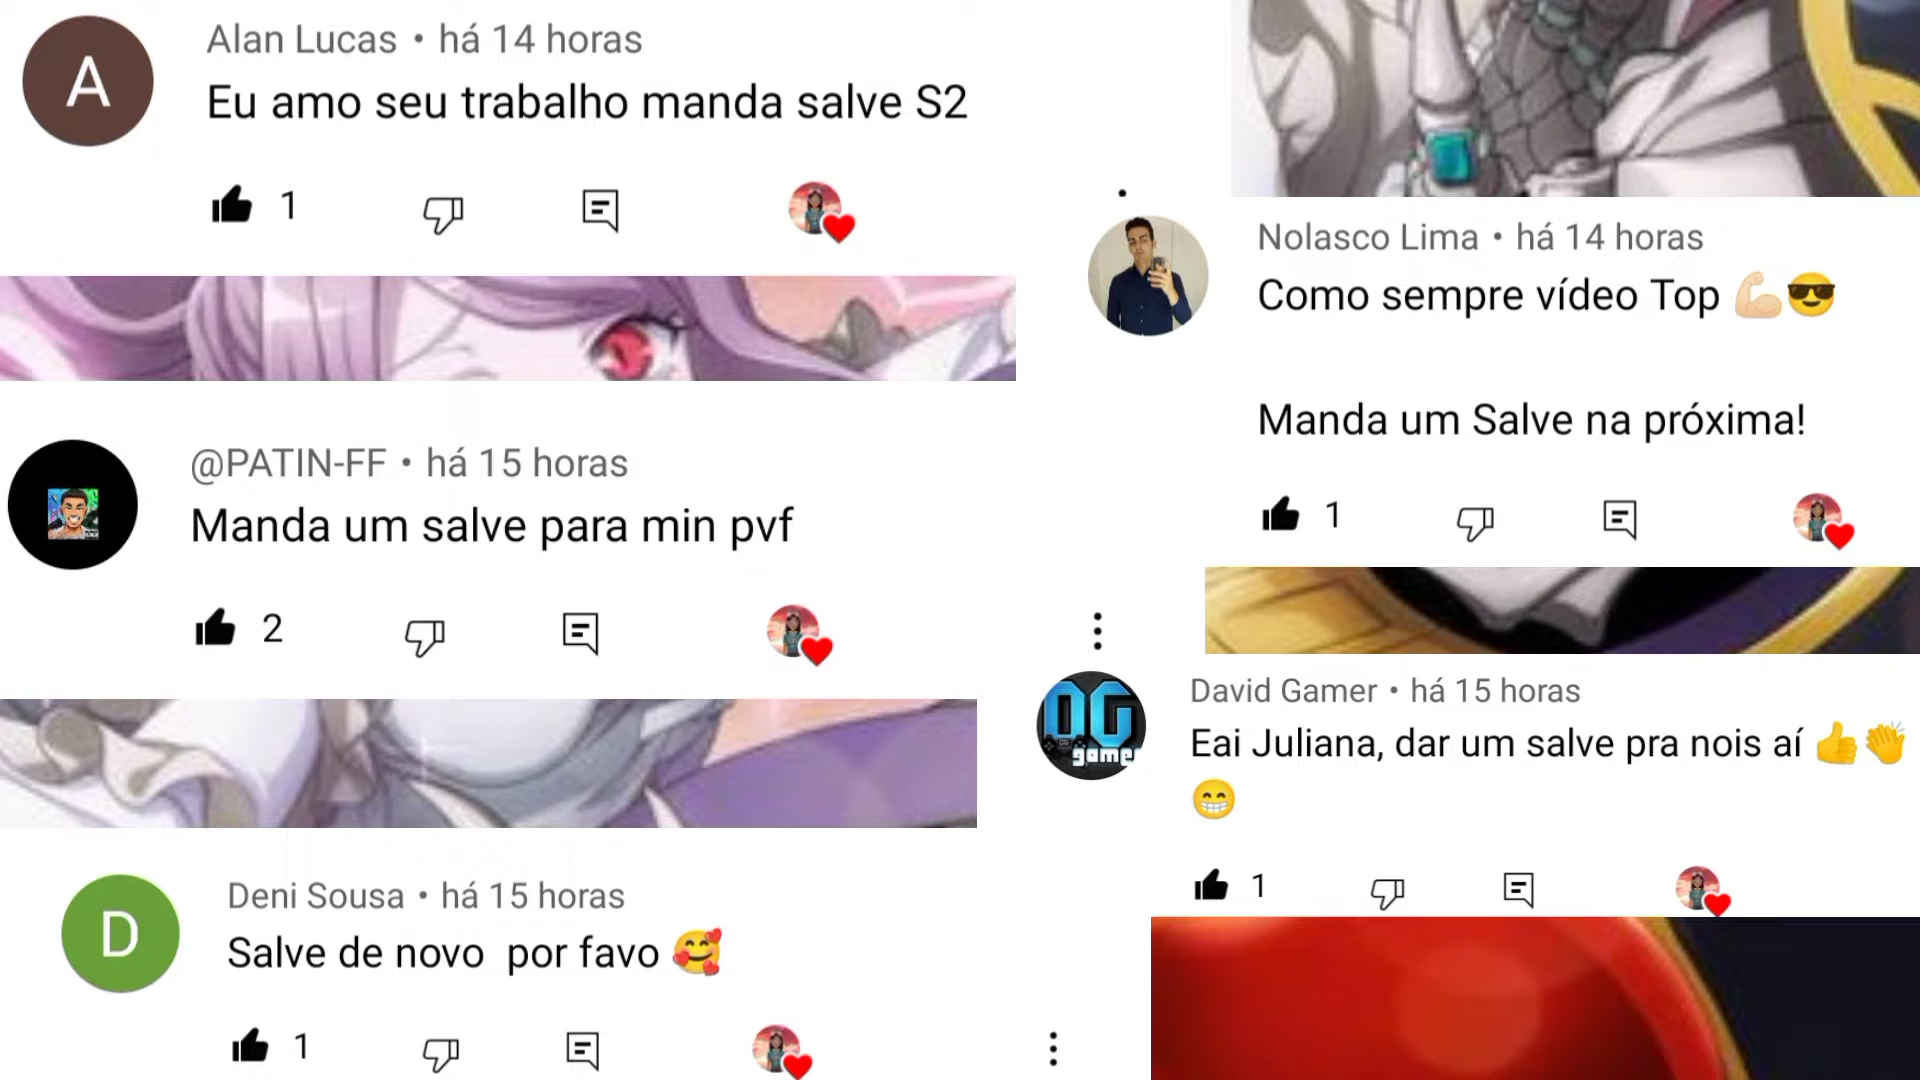 A
Alan Lucas • há 14 horas
Eu amo seu trabalho manda salve S2
1
@PATIN-FF • há 15 horas
Manda um salve para min pvf
2
D
Deni Sousa • há 15 horas
Salve de novo  por favo 🥰
1
Nolasco Lima • há 14 horas
Como sempre vídeo Top 💪🏻😎
Manda um Salve na próxima!
1
DG
gamer
David Gamer • há 15 horas
Eai Juliana, dar um salve pra nois aí 👍👏
😁
1